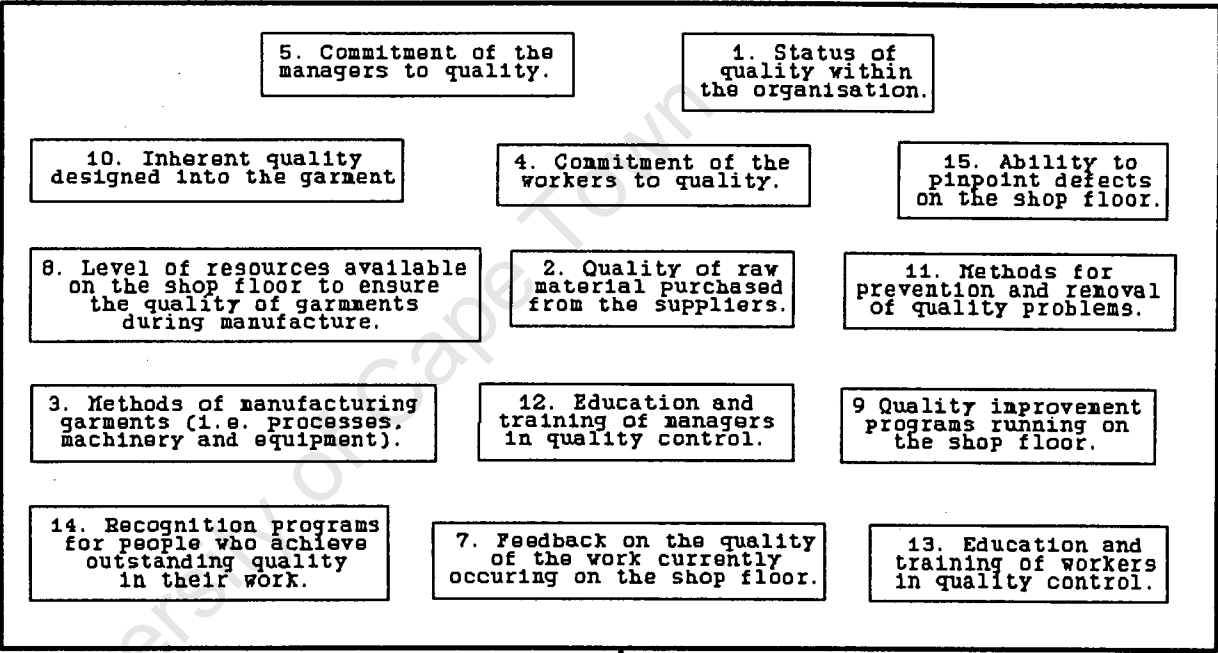 5. Commitment of the
managers to quality.
1. Status of
quality within
the organisation.
10. Inherent quality
designed into the garment
4. Commitment of the
workers to quality.
15. Ability to
pinpoint defects
on the shop floor.
8. Level of resources available
on the shop floor to ensure
the quality of garmments
during manufacture.
2. Quality of raw
material purchased
from the suppliers.
11. Methods for
prevention and removal
of quality problems.
3. Methods of manufacturing
garments (i.e. processes,
machinery and equipment).
12. Education and
training of managers
in quality control.
9 Quality improvement
programs running on
the shop floor.
14. Recognition programs
for people who achieve
outstanding quality
in their work.
7. Feedback on the quality
of the work currently
occuring on the shop floor.
13. Education and
training of workers
in quality control.
ersity of Cape Town